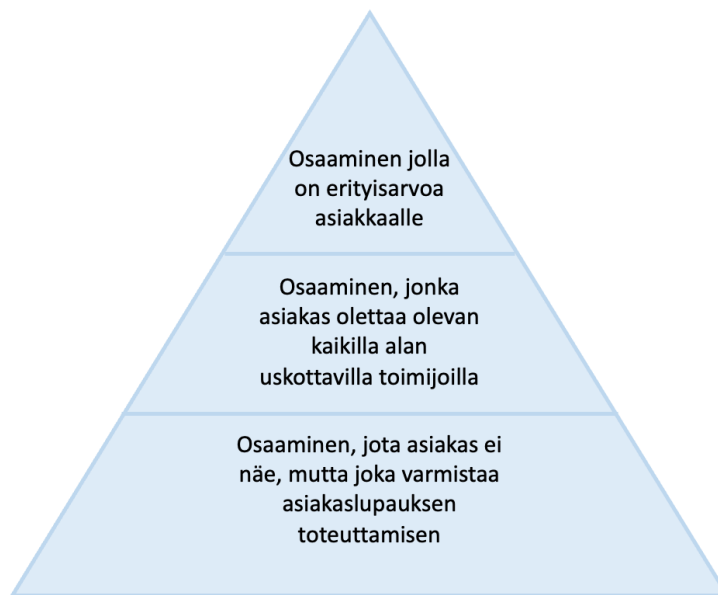 Osaaminen jolla
on erityisarvoa
asiakkaalle
Osaaminen, jonka
asiakas olettaa olevan
kaikilla alan
uskottavilla toimijoilla
Osaaminen, jota asiakas ei
näe, mutta joka varmistaa
asiakaslupauksen
toteuttamisen